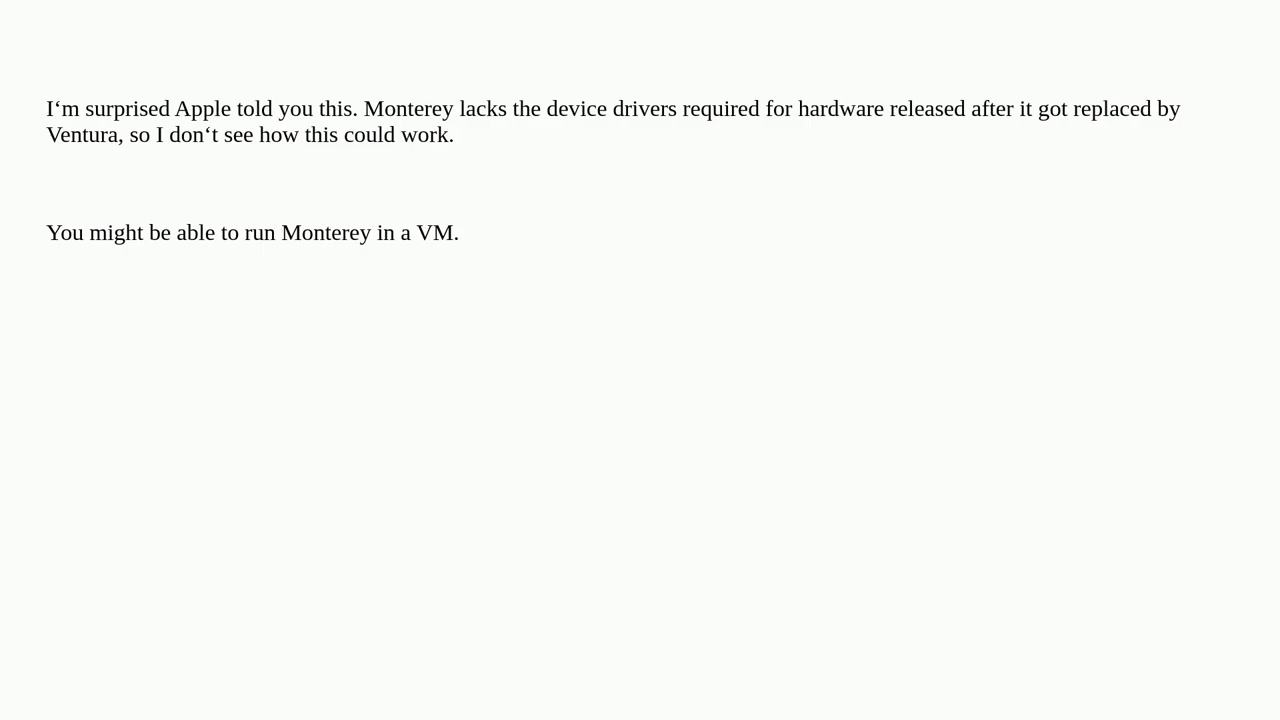 I‘m surprised Apple told you this. Monterey lacks the device drivers required for hardware released after it got replaced by
Ventura, so I don‘t see how this could work.
You might be able to run Monterey in a VM.